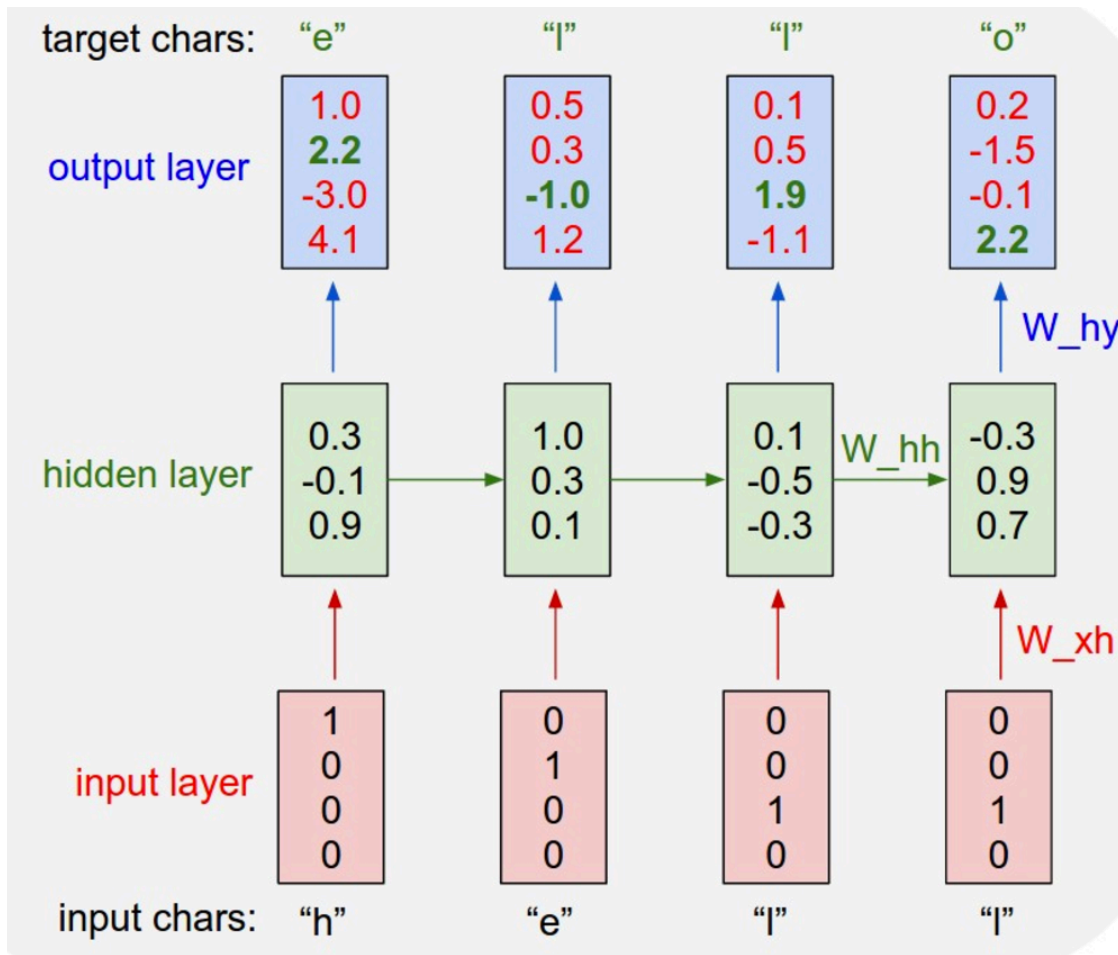 target chars: “e” “l” “l” “o”
1.0 0.5 0.1 0.2
2.2 0.3 0.5 -1.5
output layer
-3.0 -1.0 1.9 -0.1
4.1 1.2 -1.1 2.2
W_hy
0.3 1.0 0.1 -0.3
W_hh
hidden layer -0.1 0.3 -0.5 0.9
0.9 0.1 -0.3 0.7
W_xh
1 0 0 0
0 1 0 0
input layer
0 0 1 1
0 0 0 0
input chars: “h” “e” “l” “l”